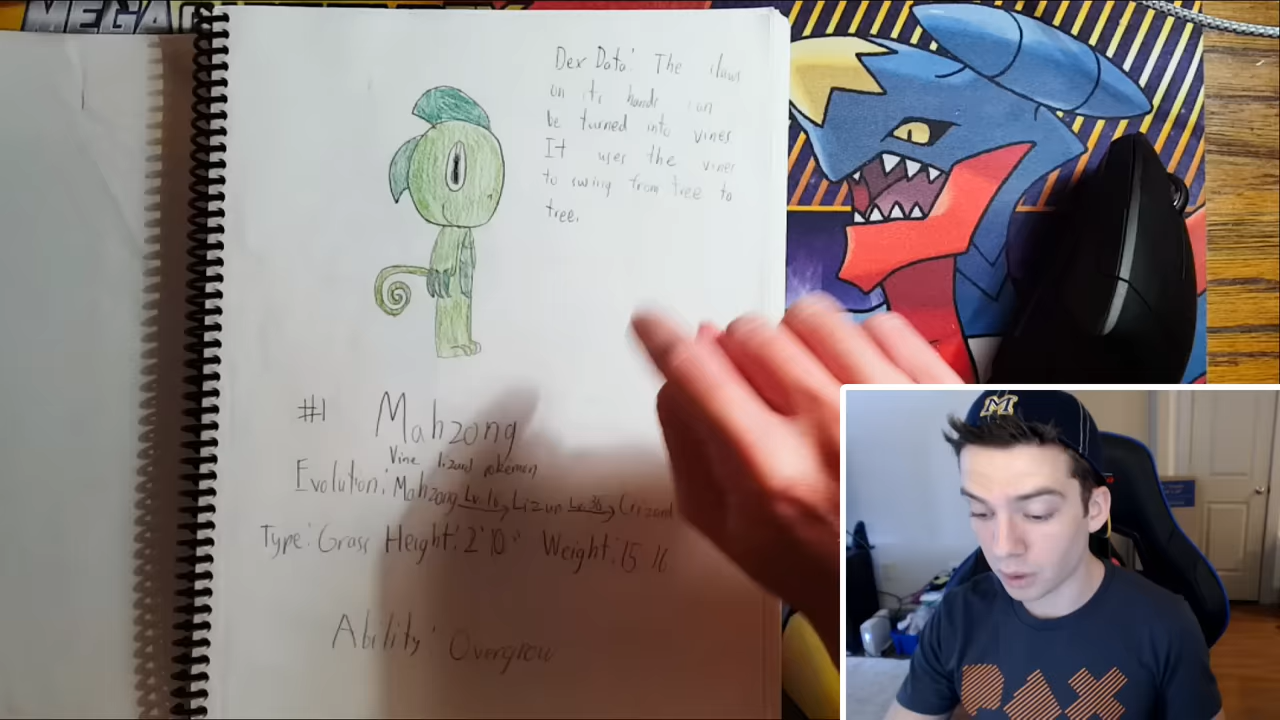 MEGA
Dex Data: The claws
on its hands can
be turned into vines
It uses the vines
to swing from tree to
tree.
#1 Mahzong
Vine lizard pokemon
Evolution: Mahzong Lv. 16 Lizun Lv. 36
Type: Grass Height: 2'10" Weight: 15 lb
Ability: Overgrow
M
PAX